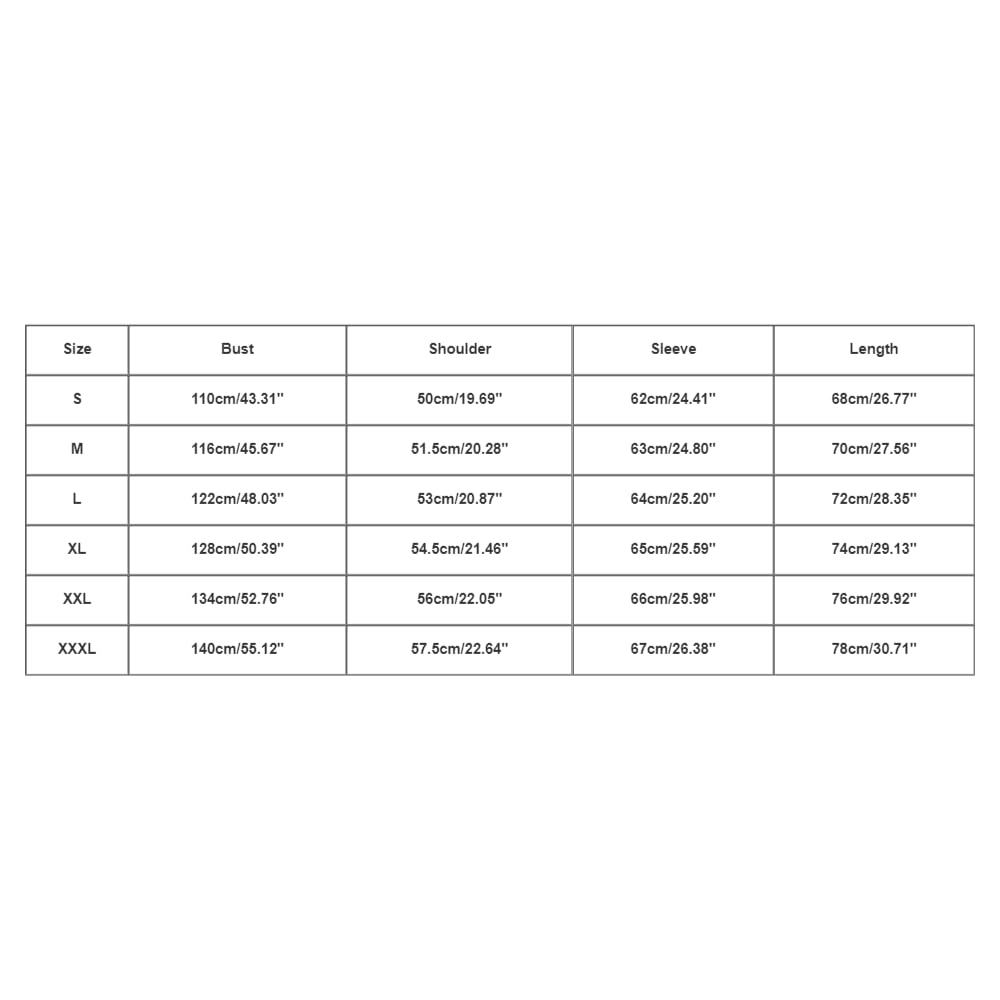 Size Bust Shoulder Sleeve Length
S 110cm/43.31" 50cm/19.69" 62cm/24.41" 68cm/26.77"
M 116cm/45.67" 51.5cm/20.28" 63cm/24.80" 70cm/27.56"
L 122cm/48.03" 53cm/20.87" 64cm/25.20" 72cm/28.35"
XL 128cm/50.39" 54.5cm/21.46" 65cm/25.59" 74cm/29.13"
XXL 134cm/52.76" 56cm/22.05" 66cm/25.98" 76cm/29.92"
XXXL 140cm/55.12" 57.5cm/22.64" 67cm/26.38" 78cm/30.71"